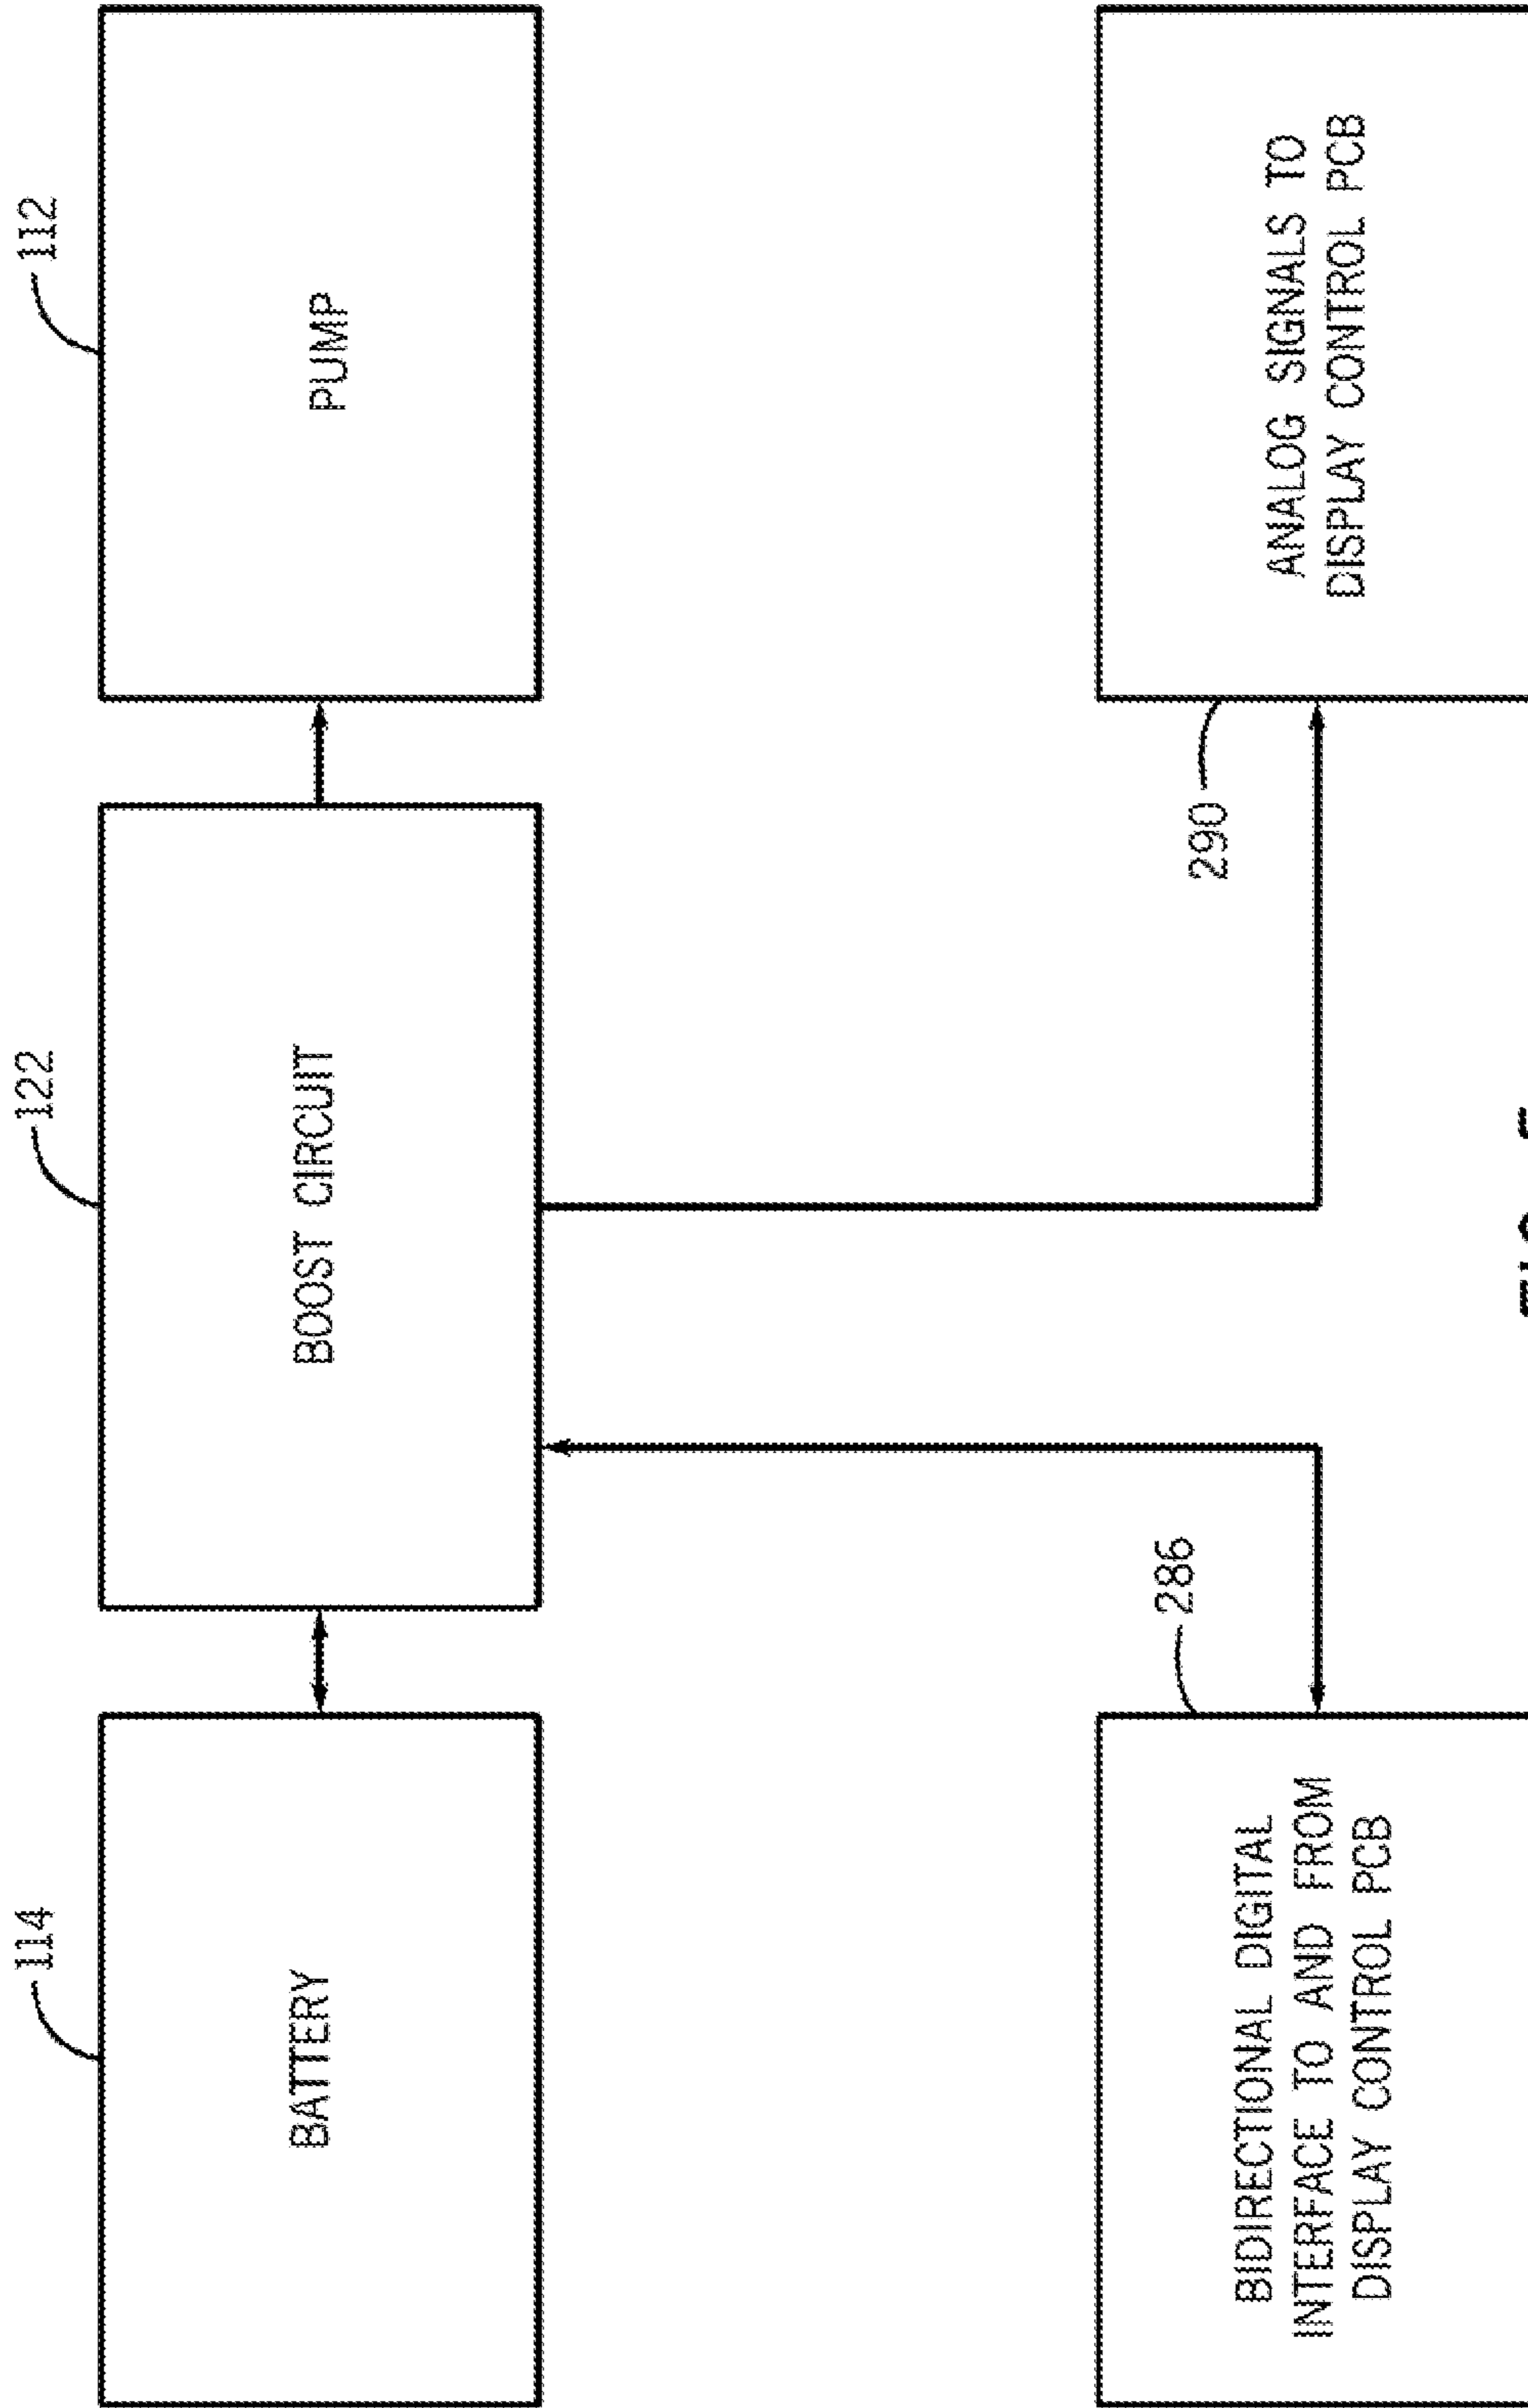 114
BATTERY
122
BOOST CIRCUIT
112
PUMP
286
BIDIRECTIONAL DIGITAL
INTERFACE TO AND FROM
DISPLAY CONTROL PCB
290
ANALOG SIGNALS TO
DISPLAY CONTROL PCB